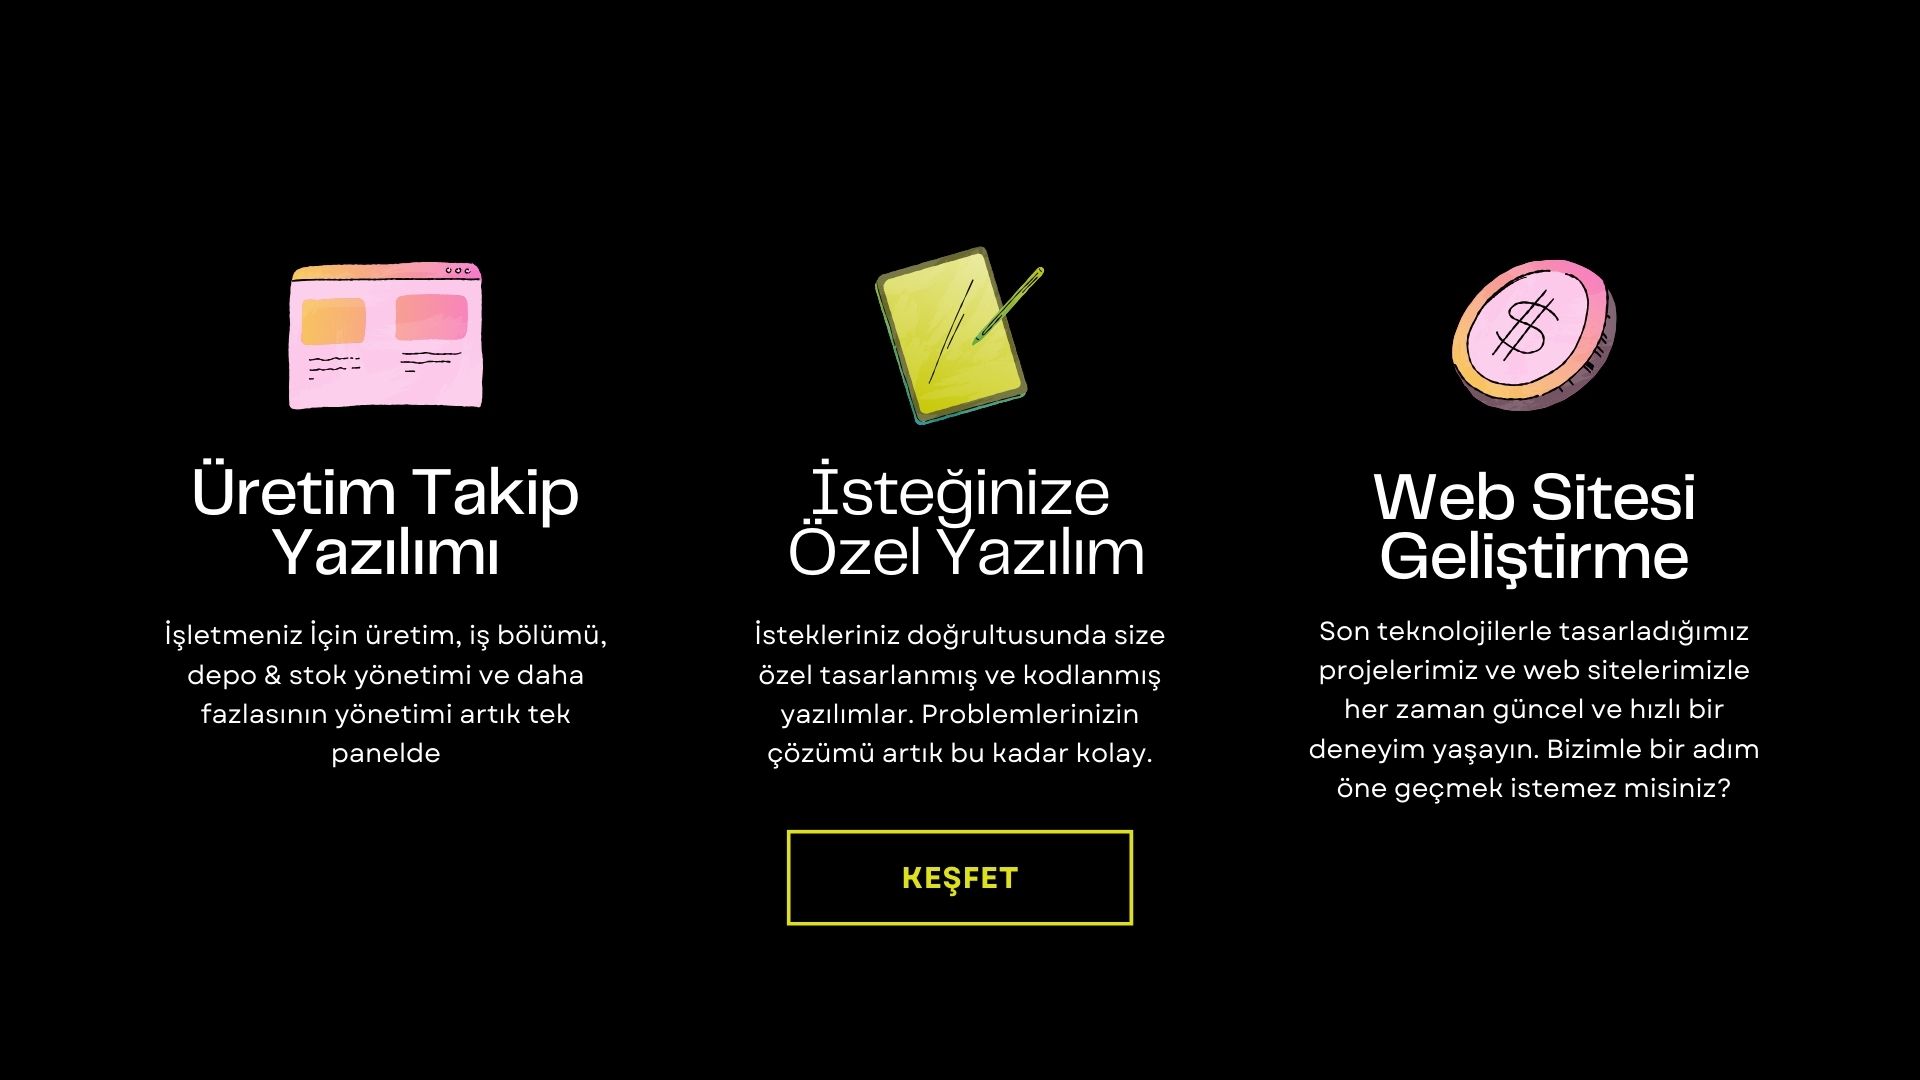 Üretim Takip
Yazılımı
İşletmeniz İçin üretim, iş bölümü,
depo & stok yönetimi ve daha
fazlasının yönetimi artık tek
panelde
İsteğinize
Özel Yazılım
İstekleriniz doğrultusunda size
özel tasarlanmış ve kodlanmış
yazılımlar. Problemlerinizin
çözümü artık bu kadar kolay.
KEŞFET
Web Sitesi
Geliştirme
Son teknolojilerle tasarladığımız
projelerimiz ve web sitelerimizle
her zaman güncel ve hızlı bir
deneyim yaşayın. Bizimle bir adım
öne geçmek istemez misiniz?